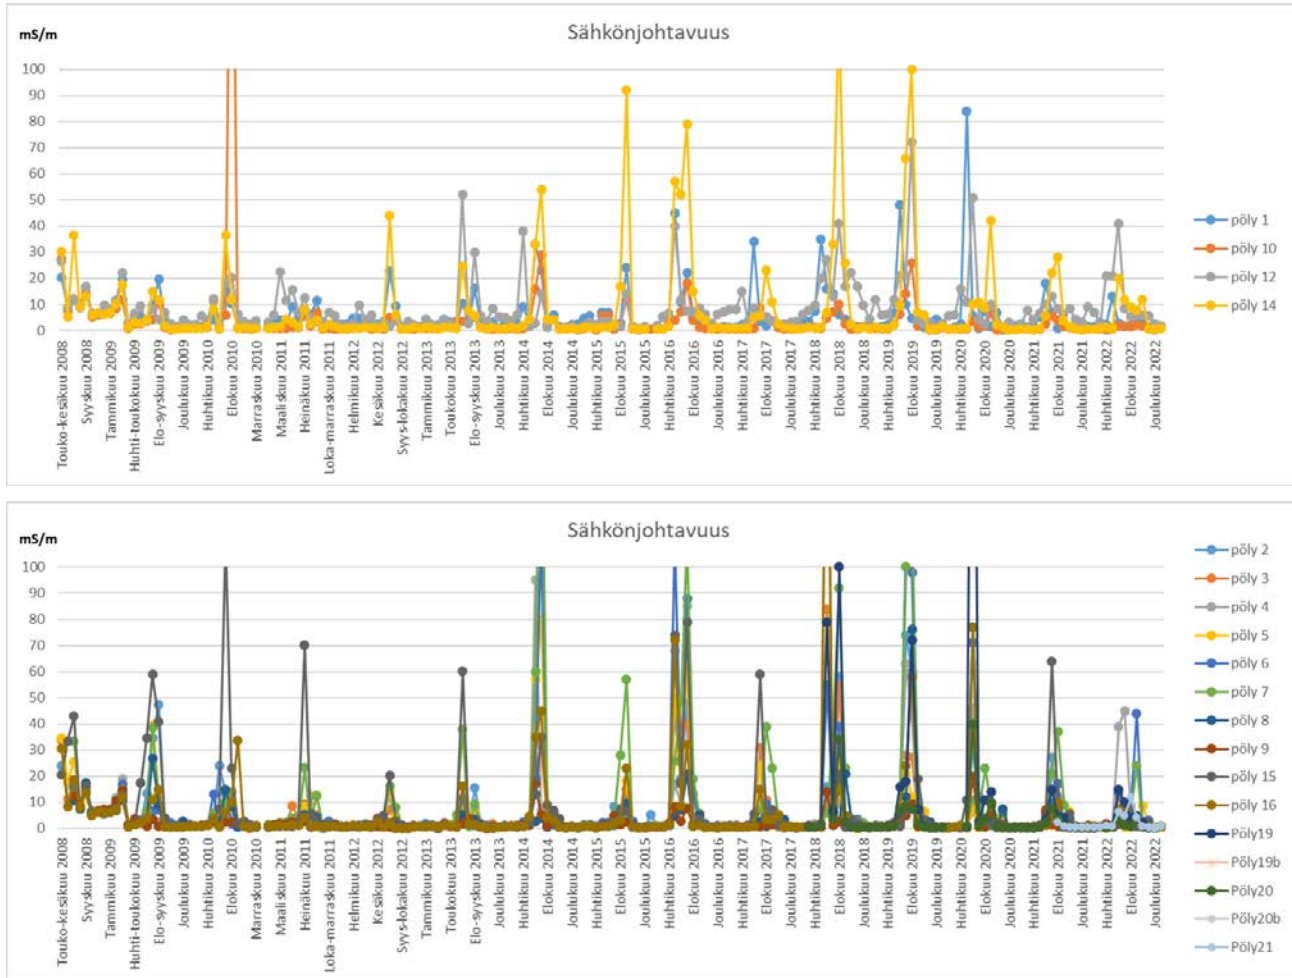 Sähkönjohtavuus
mS/m
100
90
80
70
60
50
40
30
20
10
0
Touko-kesäkuu 2008
Syyskuu 2008
Tammikuu 2009
Huhti-toukokuu 2009
Elo-syyskuu 2009
Joulukuu 2009
Huhtikuu 2010
Elokuu 2010
Marraskuu 2010
Maaliskuu 2011
Heinäkuu 2011
Loka-marraskuu 2011
Helmikuu 2012
Kesäkuu 2012
Syys-lokakuu 2012
Tammikuu 2013
Toukokuu 2013
Elo-syyskuu 2013
Joulukuu 2013
Huhtikuu 2014
Elokuu 2014
Joulukuu 2014
Huhtikuu 2015
Elokuu 2015
Joulukuu 2015
Huhtikuu 2016
Elokuu 2016
Joulukuu 2016
Huhtikuu 2017
Elokuu 2017
Joulukuu 2017
Huhtikuu 2018
Elokuu 2018
Joulukuu 2018
Huhtikuu 2019
Elokuu 2019
Joulukuu 2019
Huhtikuu 2020
Elokuu 2020
Joulukuu 2020
Huhtikuu 2021
Elokuu 2021
Joulukuu 2021
Huhtikuu 2022
Elokuu 2022
Joulukuu 2022
pöly 1
pöly 10
pöly 12
pöly 14
Sähkönjohtavuus
mS/m
100
90
80
70
60
50
40
30
20
10
0
Touko-kesäkuu 2008
Syyskuu 2008
Tammikuu 2009
Huhti-toukokuu…
Elo-syyskuu 2009
Joulukuu 2009
Huhtikuu 2010
Elokuu 2010
Marraskuu 2010
Maaliskuu 2011
Heinäkuu 2011
Loka-marraskuu…
Helmikuu 2012
Kesäkuu 2012
Syys-lokakuu 2012
Tammikuu 2013
Toukokuu 2013
Elo-syyskuu 2013
Joulukuu 2013
Huhtikuu 2014
Elokuu 2014
Joulukuu 2014
Huhtikuu 2015
Elokuu 2015
Joulukuu 2015
Huhtikuu 2016
Elokuu 2016
Joulukuu 2016
Huhtikuu 2017
Elokuu 2017
Joulukuu 2017
Huhtikuu 2018
Elokuu 2018
Joulukuu 2018
Huhtikuu 2019
Elokuu 2019
Joulukuu 2019
Huhtikuu 2020
Elokuu 2020
Joulukuu 2020
Huhtikuu 2021
Elokuu 2021
Joulukuu 2021
Huhtikuu 2022
Elokuu 2022
Joulukuu 2022
pöly 2
pöly 3
pöly 4
pöly 5
pöly 6
pöly 7
pöly 8
pöly 9
pöly 15
pöly 16
Pöly19
Pöly19b
Pöly20
Pöly20b
Pöly21